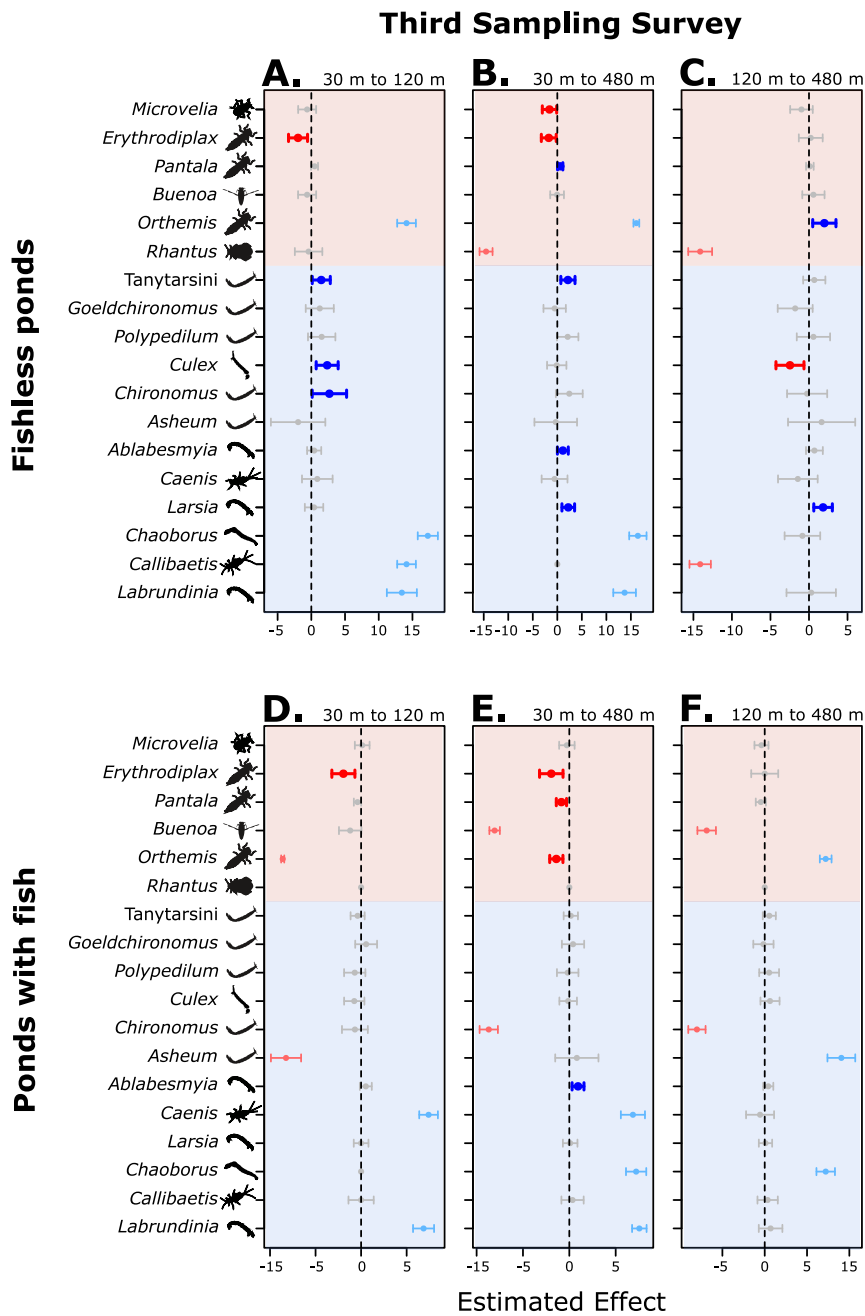 Third Sampling Survey
A. 30 m to 120 m
B. 30 m to 480 m
C. 120 m to 480 m
Fishless ponds
Microvelia
Erythrodiplax
Pantala
Buenoa
Orthemis
Rhantus
Tanytarsini
Goeldchironomus
Polypedilum
Culex
Chironomus
Asheum
Ablabesmyia
Caenis
Larsia
Chaoborus
Callibaetis
Labrundinia
-5 0 5 10 15
-15 -10 -5 0 5 10 15
-15 -10 -5 0 5
D. 30 m to 120 m
E. 30 m to 480 m
F. 120 m to 480 m
Ponds with fish
Microvelia
Erythrodiplax
Pantala
Buenoa
Orthemis
Rhantus
Tanytarsini
Goeldchironomus
Polypedilum
Culex
Chironomus
Asheum
Ablabesmyia
Caenis
Larsia
Chaoborus
Callibaetis
Labrundinia
-15 -5 0 5
-15 -5 0 5
-10 0 5 15
Estimated Effect